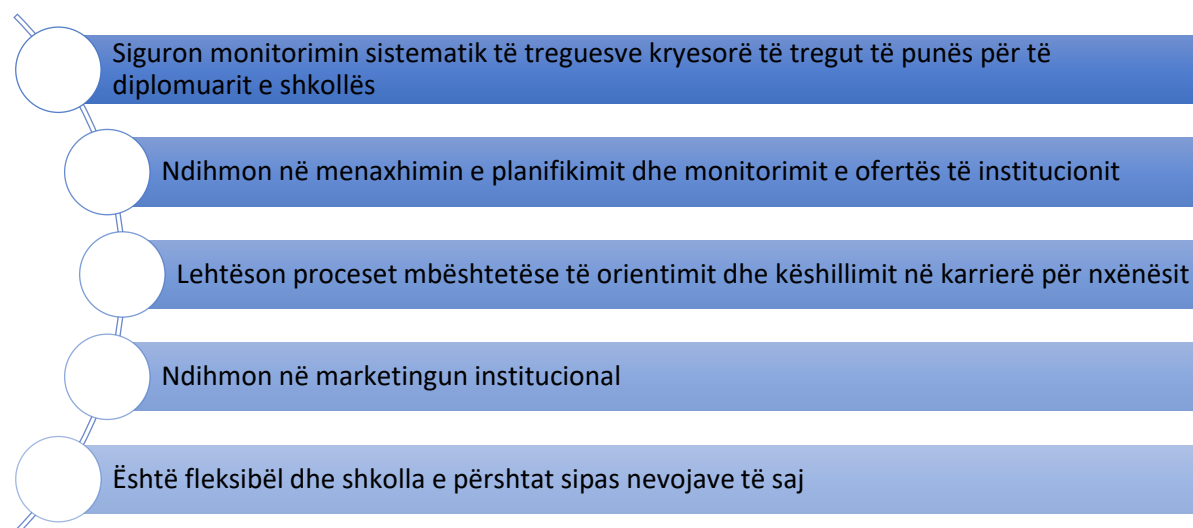 Siguron monitorimin sistematik të treguesve kryesorë të tregut të punës për të
diplomuarit e shkollës
Ndihmon në menaxhimin e planifikimit dhe monitorimit e ofertës të institucionit
Lehtëson proceset mbështetëse të orientimit dhe këshillimit në karrierë për nxënësit
Ndihmon në marketingun institucional
Është fleksibël dhe shkolla e përshtat sipas nevojave të saj